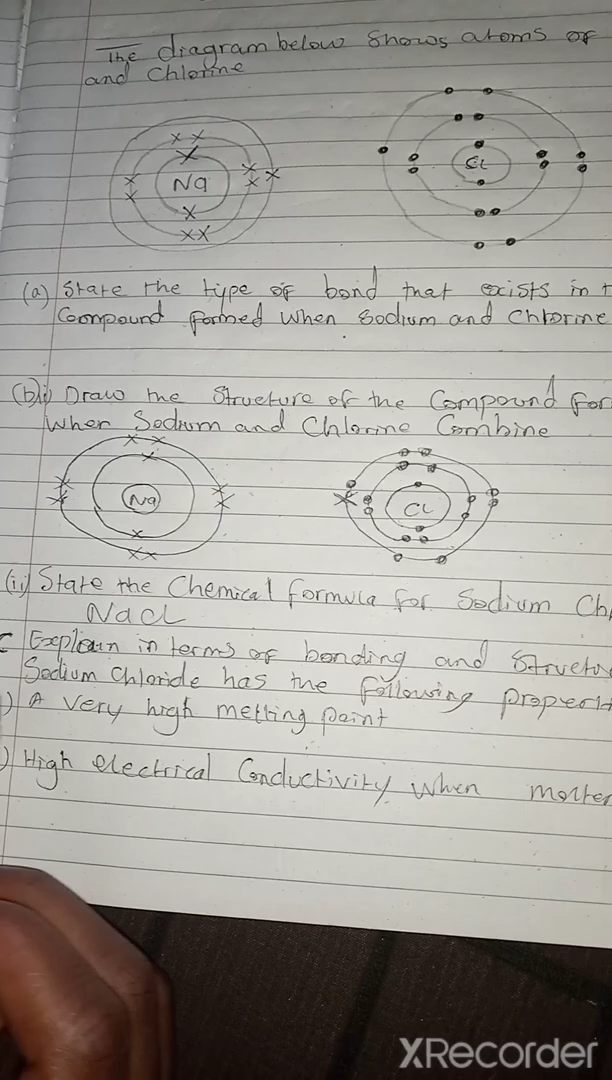 The diagram below shows atoms of
and Chlorine
Na
Cl
(a) State the type of bond that exists in
Compound formed when sodium and chlorine
(b)(i) Draw the Structure of the Compound for
when Sodium and Chlorine Combine
Na
CL
(ii) State the Chemical formula for Sodium Ch
NaCL
C Explain in terms of bonding and Structu
Sodium Chloride has the following propert
) A very high melting point
) High electrical Conductivity when molten
XRecorder